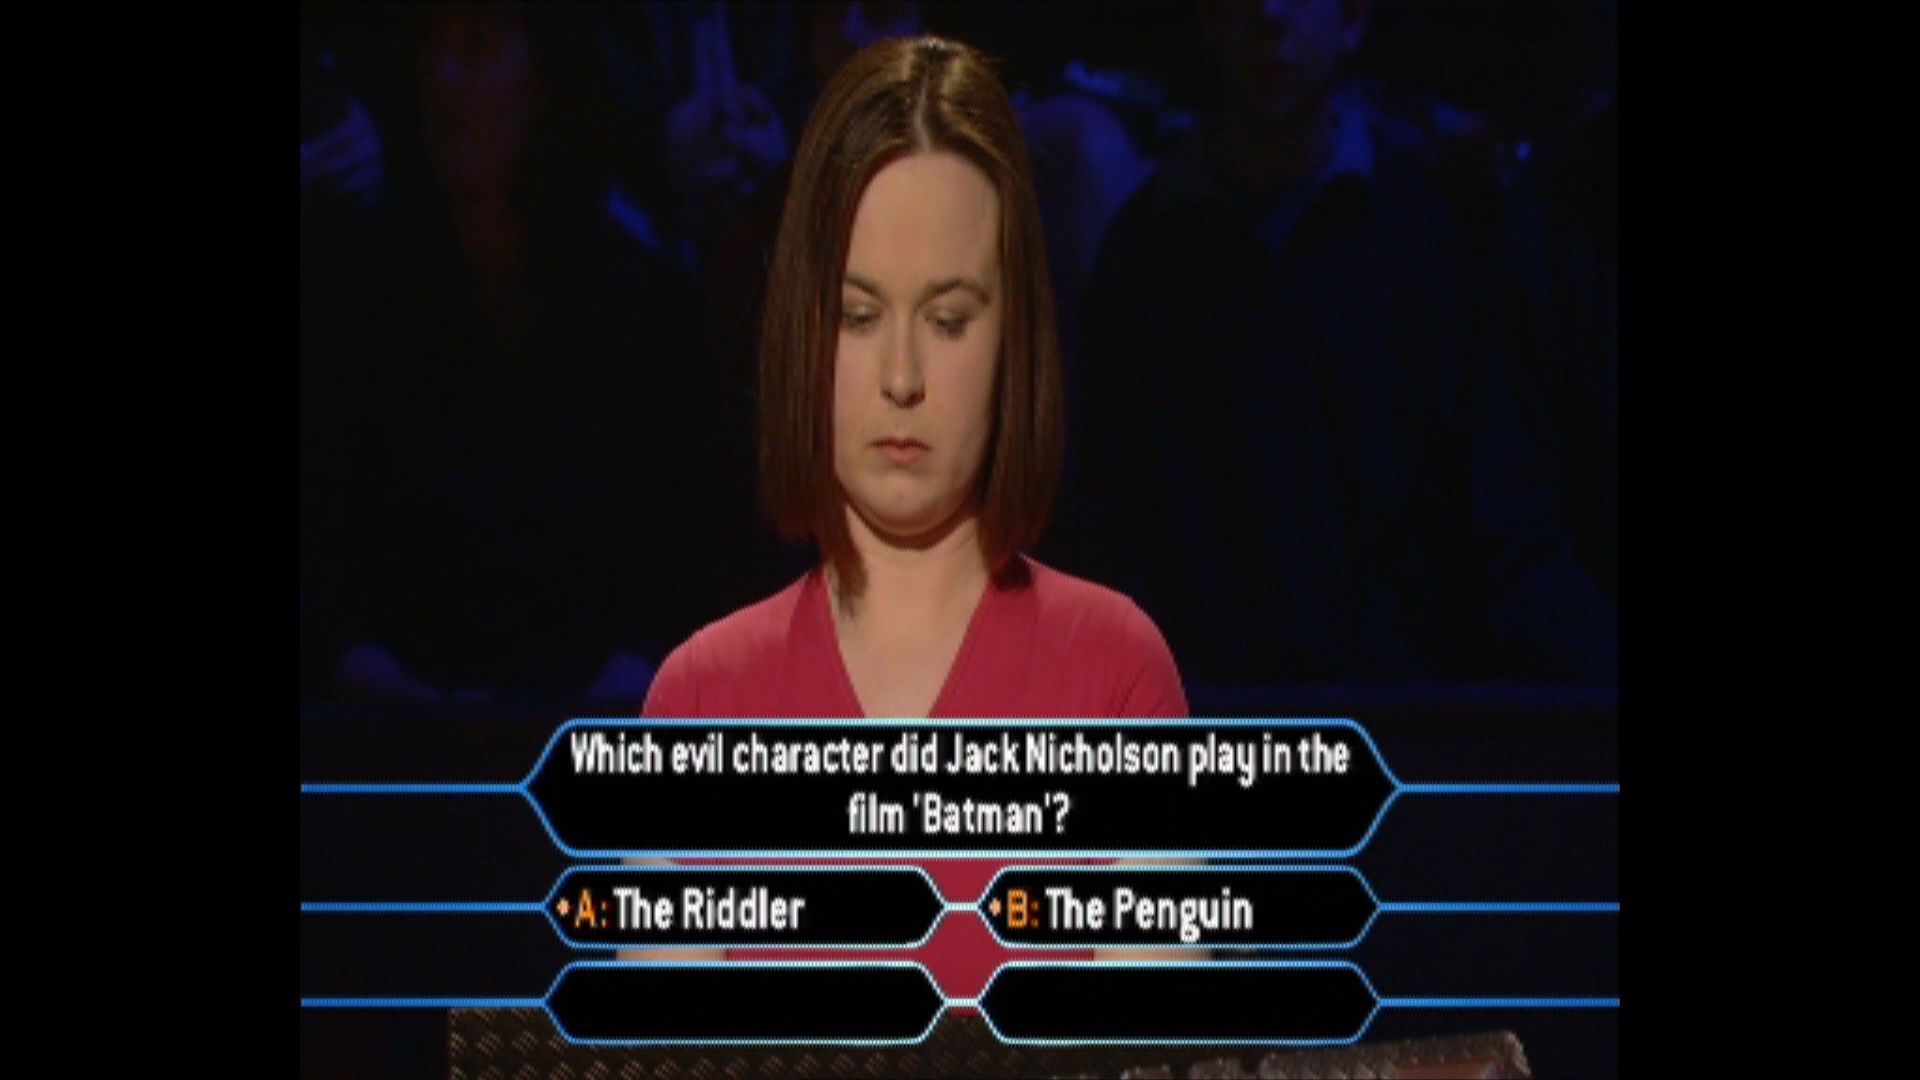 Which evil character did Jack Nicholson play in the
film 'Batman'?
A: The Riddler
B: The Penguin